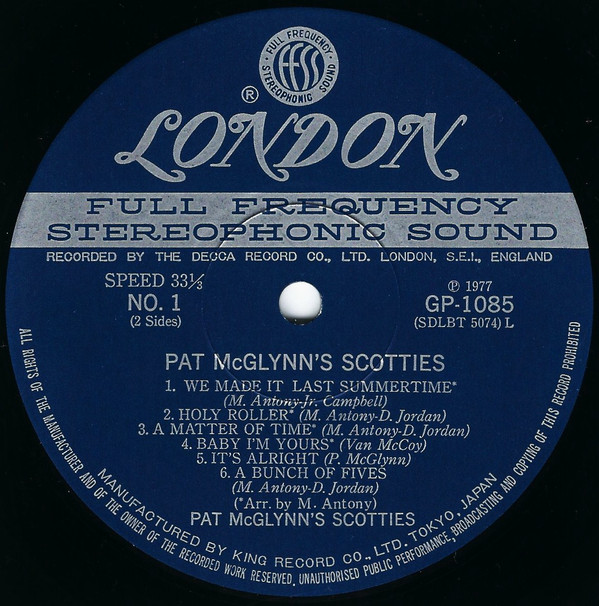 FULL FREQUENCY
ffss
STEREOPHONIC SOUND
®
LONDON
FULL FREQUENCY
STEREOPHONIC SOUND
RECORDED BY THE DECCA RECORD CO., LTD. LONDON, S.E.I., ENGLAND
SPEED 33⅓
NO. 1
(2 Sides)
℗ 1977
GP-1085
(SDLBT 5074) L
PAT McGLYNN'S SCOTTIES
1. WE MADE IT LAST SUMMERTIME*
(M. Antony-Jr. Campbell)
2. HOLY ROLLER* (M. Antony-D. Jordan)
3. A MATTER OF TIME* (M. Antony-D. Jordan)
4. BABY I'M YOURS* (Van McCoy)
5. IT'S ALRIGHT (P. McGlynn)
6. A BUNCH OF FIVES
(M. Antony-D. Jordan)
(*Arr. by M. Antony)
PAT McGLYNN'S SCOTTIES
MANUFACTURED BY KING RECORD CO., LTD. TOKYO, JAPAN
ALL RIGHTS OF THE MANUFACTURER AND OF THE OWNER OF THE RECORDED WORK RESERVED, UNAUTHORISED PUBLIC PERFORMANCE, BROADCASTING AND COPYING OF THIS RECORD PROHIBITED